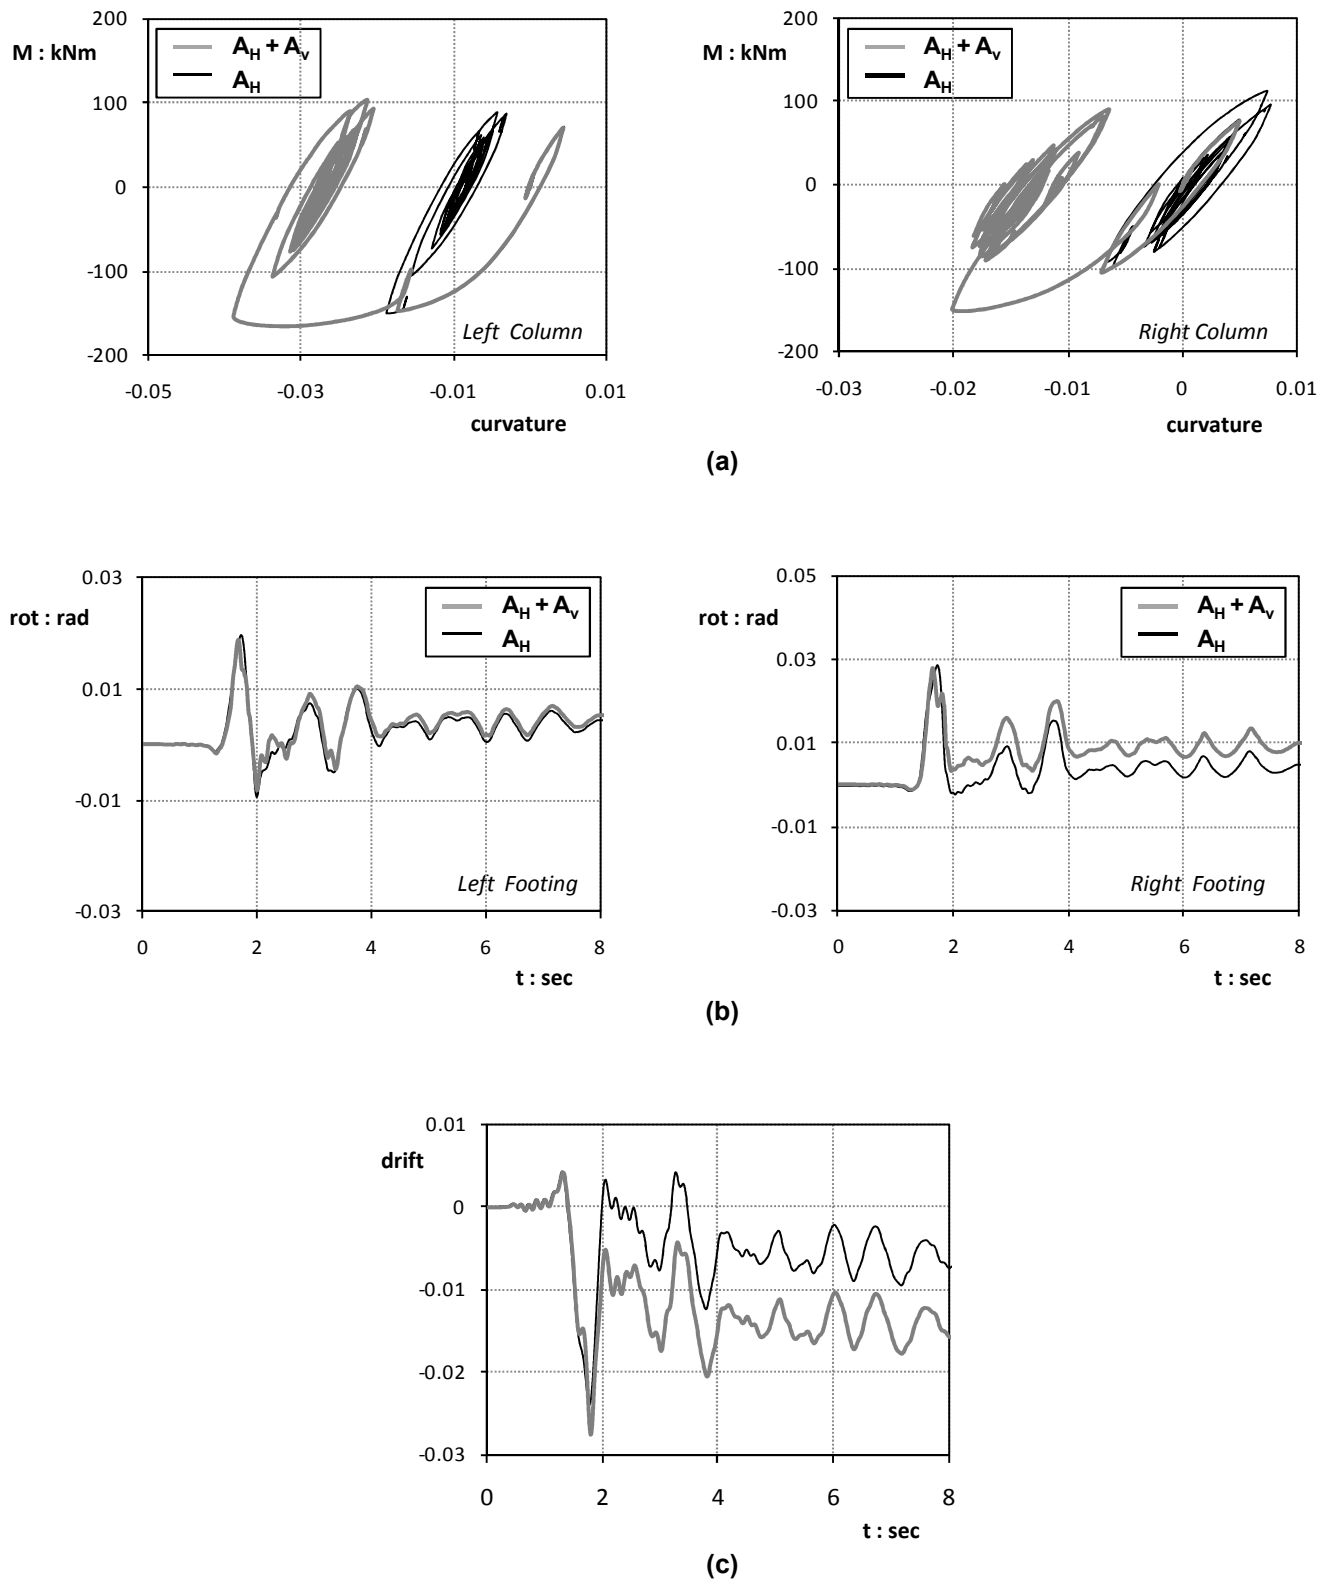 200
M : kNm
A_H + A_v
A_H
100
0
-100
-200
Left Column
-0.05 -0.03 -0.01 0.01
curvature
200
M : kNm
A_H + A_v
A_H
100
0
-100
-200
Right Column
-0.03 -0.02 -0.01 0 0.01
curvature
(a)
0.03
rot : rad
A_H + A_v
A_H
0.01
-0.01
-0.03
Left Footing
0 2 4 6 8
t : sec
0.05
rot : rad
A_H + A_v
A_H
0.03
0.01
-0.01
-0.03
Right Footing
0 2 4 6 8
t : sec
(b)
0.01
drift
0
-0.01
-0.02
-0.03
0 2 4 6 8
t : sec
(c)